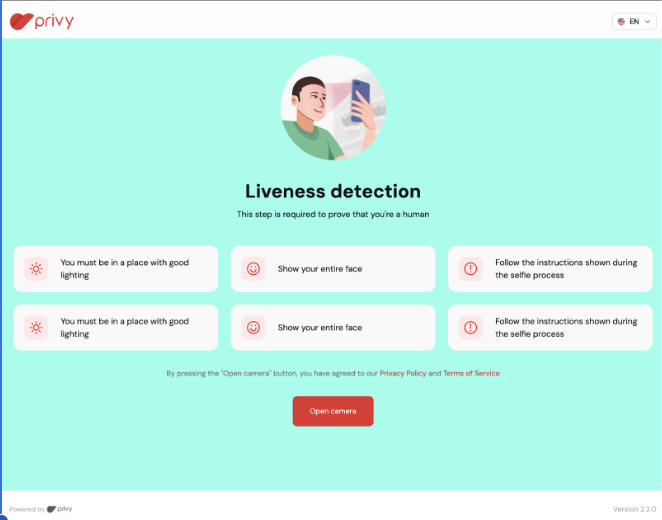 privy
EN
Liveness detection
This step is required to prove that you're a human
You must be in a place with good
lighting
Show your entire face
Follow the instructions shown during
the selfie process
You must be in a place with good
lighting
Show your entire face
Follow the instructions shown during
the selfie process
By pressing the "Open camera" button, you have agreed to our Privacy Policy and Terms of Service
Open camera
Powered by privy
Version 2.2.0